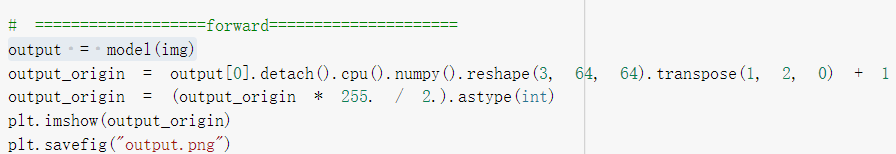 # ===================forward=====================
output = model(img)
output_origin = output[0].detach().cpu().numpy().reshape(3, 64, 64).transpose(1, 2, 0) + 1
output_origin = (output_origin * 255. / 2.).astype(int)
plt.imshow(output_origin)
plt.savefig("output.png")